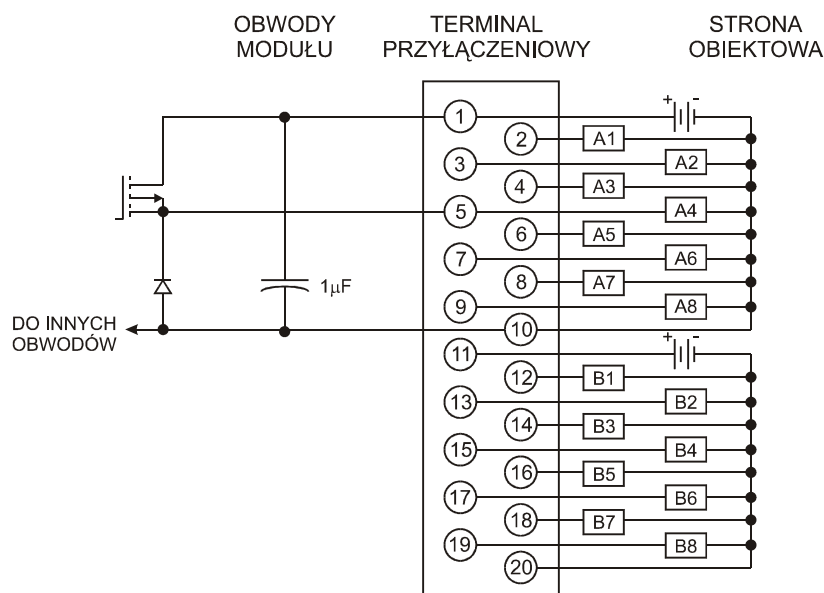 OBWODY
MODUŁU
TERMINAL
PRZYŁĄCZENIOWY
STRONA
OBIEKTOWA
1
+ -
2
A1
3
A2
4
A3
5
A4
6
A5
7
A6
8
A7
1µF
9
A8
DO INNYCH
OBWODÓW
10
11
+ -
12
B1
13
B2
14
B3
15
B4
16
B5
17
B6
18
B7
19
B8
20